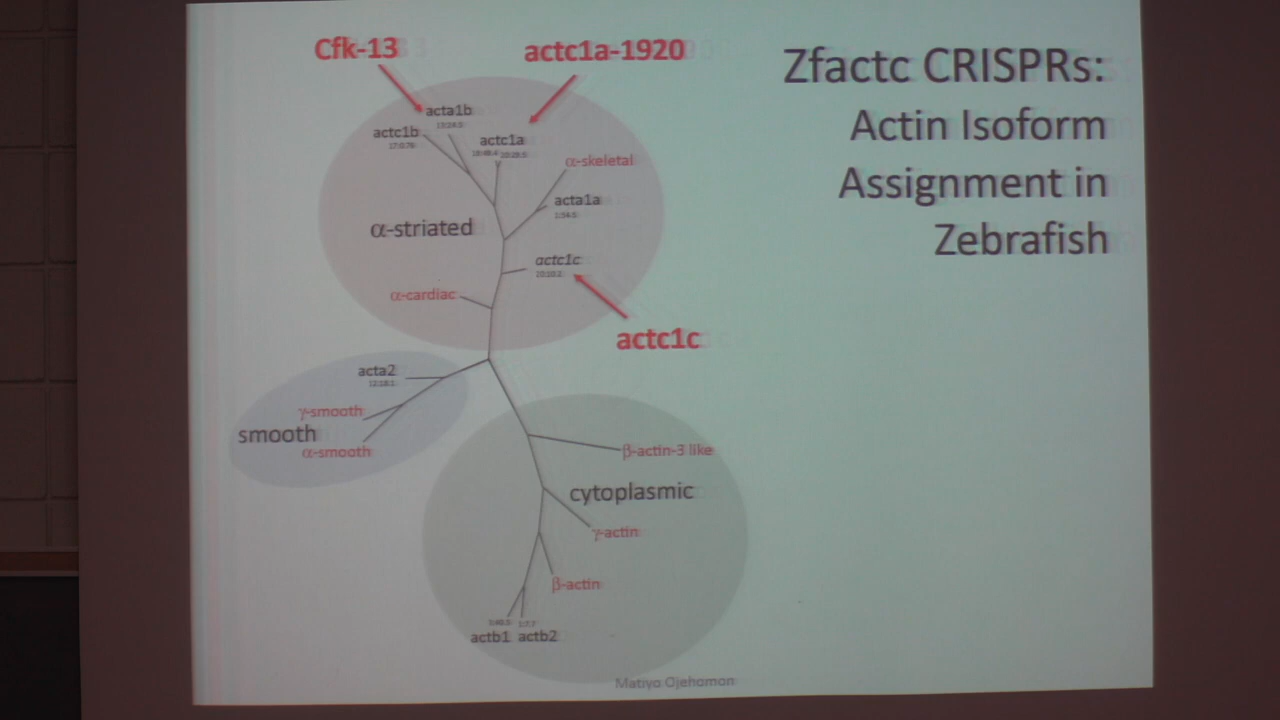 Cfk-13
actc1a-1920
Zfactc CRISPRs:
Actin Isoform
Assignment in
Zebrafish
acta1b
actc1b
actc1a
α-skeletal
acta1a
α-striated
actc1c
α-cardiac
actc1c
acta2
γ-smooth
smooth
α-smooth
β-actin-3 like
cytoplasmic
γ-actin
β-actin
actb1 actb2
Matiyo Ojehomon